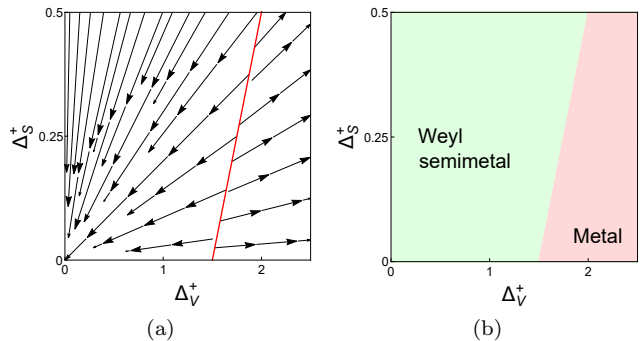 0.5
0.25
0
Δ_S^+
0
1
2
Δ_V^+
(a)
0.5
0.25
0
Δ_S^+
Weyl
semimetal
Metal
0
1
2
Δ_V^+
(b)